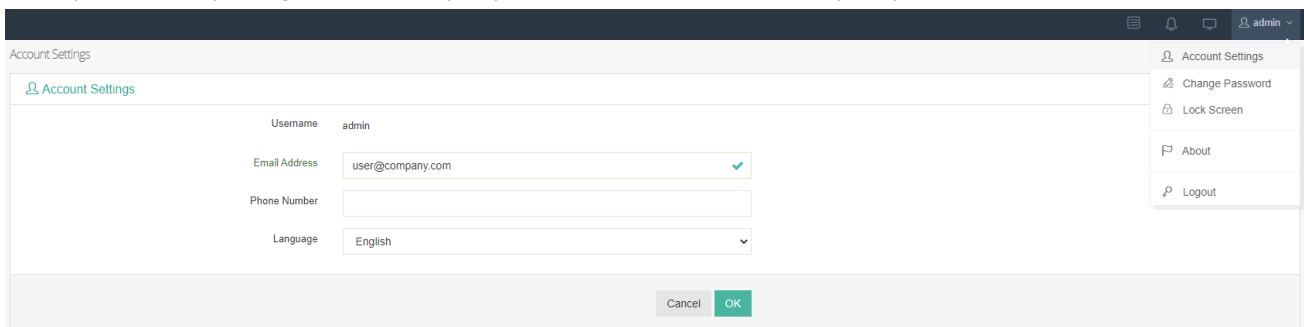 admin
Account Settings
Account Settings
Change Password
Lock Screen
About
Logout
Account Settings
Username admin
Email Address user@company.com
Phone Number
Language English
Cancel OK